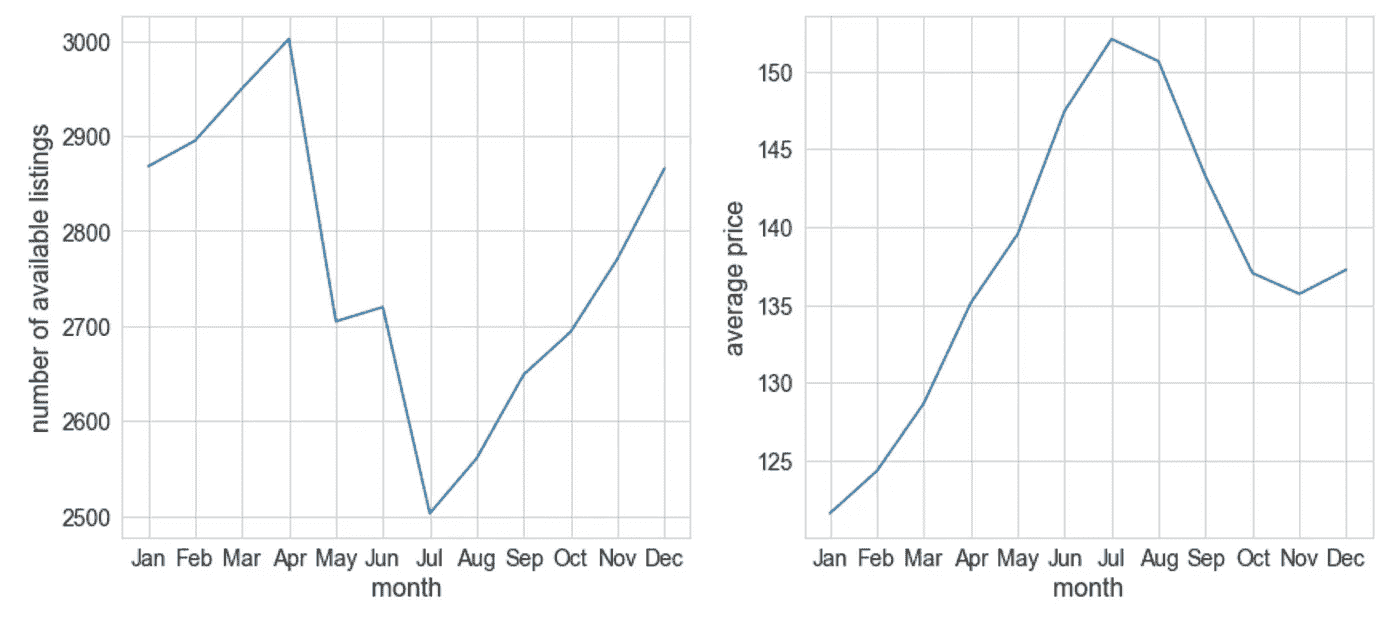 number of available listings
3000
2900
2800
2700
2600
2500
Jan Feb Mar Apr May Jun Jul Aug Sep Oct Nov Dec
month
average price
150
145
140
135
130
125
Jan Feb Mar Apr May Jun Jul Aug Sep Oct Nov Dec
month